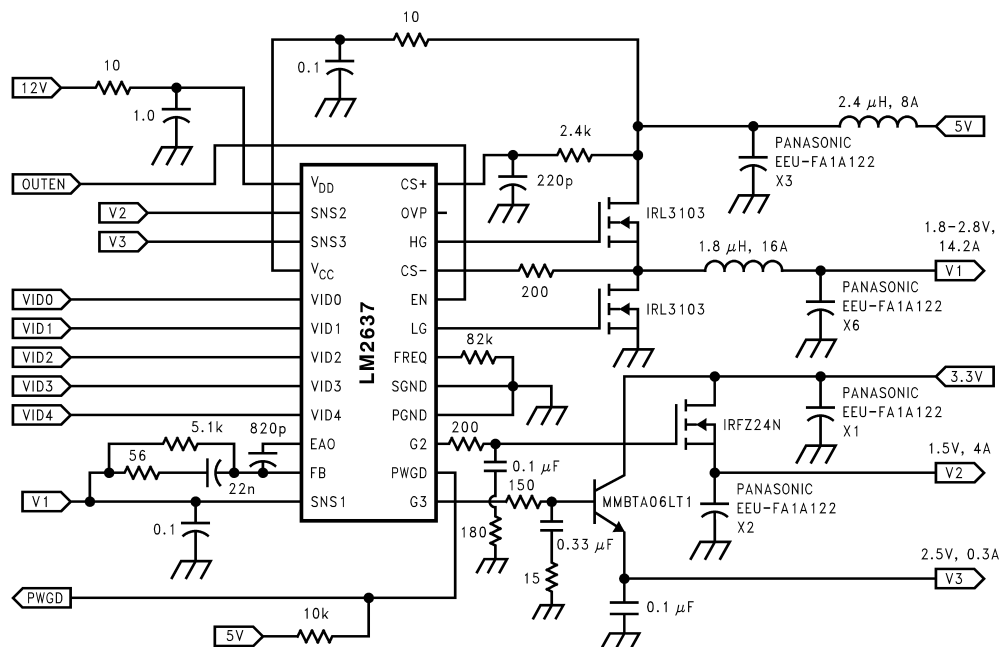 10
0.1
10
12V
1.0
2.4 μH, 8A
5V
PANASONIC
EEU-FA1A122
X3
2.4k
220p
OUTEN
V2
V3
VID0
VID1
VID2
VID3
VID4
V1
LM2637
VDD
SNS2
SNS3
VCC
VID0
VID1
VID2
VID3
VID4
EAO
FB
SNS1
CS+
OVP
HG
CS-
EN
LG
FREQ
SGND
PGND
G2
PWGD
G3
IRL3103
200
1.8 μH, 16A
1.8-2.8V,
14.2A
V1
PANASONIC
EEU-FA1A122
X6
IRL3103
82k
3.3V
PANASONIC
EEU-FA1A122
X1
IRFZ24N
5.1k
820p
56
22n
0.1
200
0.1 μF
180
150
0.33 μF
15
MMBTA06LT1
1.5V, 4A
V2
PANASONIC
EEU-FA1A122
X2
2.5V, 0.3A
V3
0.1 μF
PWGD
5V
10k